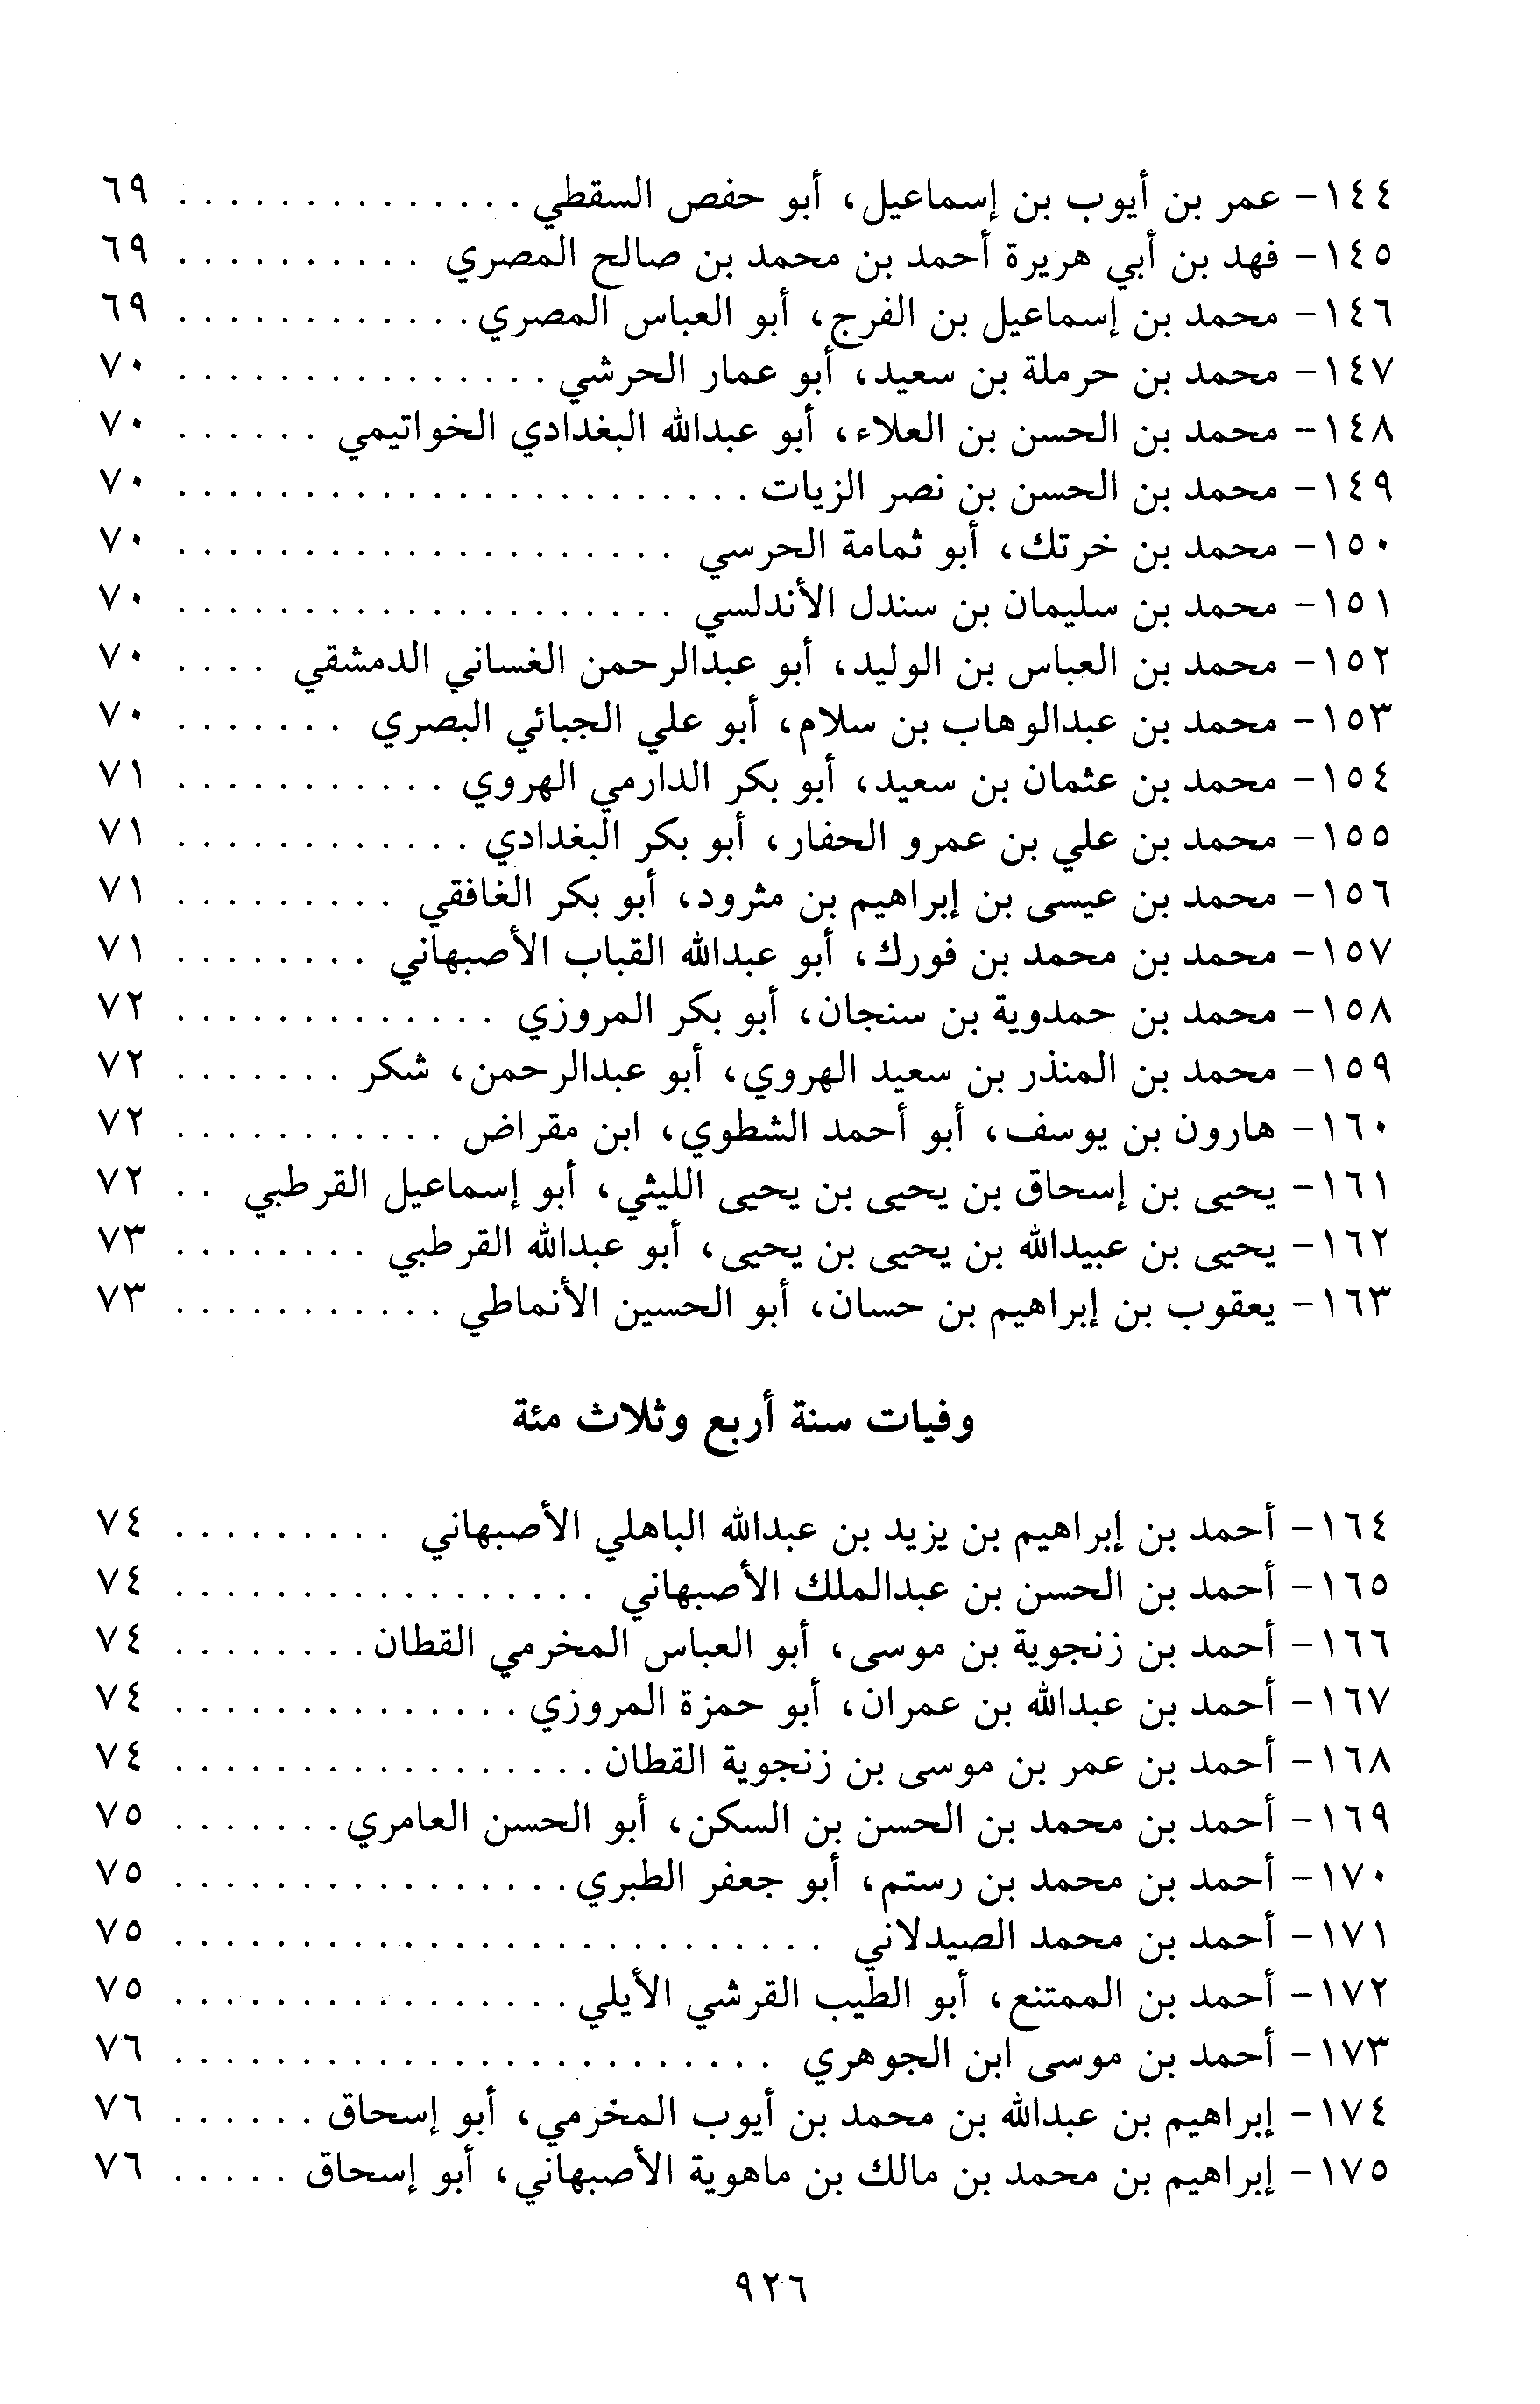 ١٤٤- عمر بن أيوب بن إسماعيل، أبو حفص السقطي . . . . . . . . . . . . . . ٦٩
١٤٥- فهد بن أبي هريرة أحمد بن محمد بن صالح المصري . . . . . . . . . . ٦٩
١٤٦- محمد بن إسماعيل بن الفرج، أبو العباس المصري . . . . . . . . . . . . ٦٩
١٤٧- محمد بن حرملة بن سعيد، أبو عمار الحرشي . . . . . . . . . . . . . . . ٧٠
١٤٨- محمد بن الحسن بن العلاء، أبو عبدالله البغدادي الخواتيمي . . . . . . ٧٠
١٤٩- محمد بن الحسن بن نصر الزيات . . . . . . . . . . . . . . . . . . . . . . . ٧٠
١٥٠- محمد بن خرتك، أبو ثمامة الحرسي . . . . . . . . . . . . . . . . . . . . ٧٠
١٥١- محمد بن سليمان بن سندل الأندلسي . . . . . . . . . . . . . . . . . . . . ٧٠
١٥٢- محمد بن العباس بن الوليد، أبو عبدالرحمن الغساني الدمشقي . . . . ٧٠
١٥٣- محمد بن عبدالوهاب بن سلام، أبو علي الجبائي البصري . . . . . . . ٧٠
١٥٤- محمد بن عثمان بن سعيد، أبو بكر الدارمي الهروي . . . . . . . . . . . ٧١
١٥٥- محمد بن علي بن عمرو الحفار، أبو بكر البغدادي . . . . . . . . . . . . ٧١
١٥٦- محمد بن عيسى بن إبراهيم بن مثرود، أبو بكر الغافقي . . . . . . . . . ٧١
١٥٧- محمد بن محمد بن فورك، أبو عبدالله القباب الأصبهاني . . . . . . . . ٧١
١٥٨- محمد بن حمدوية بن سنجان، أبو بكر المروزي . . . . . . . . . . . . . ٧٢
١٥٩- محمد بن المنذر بن سعيد الهروي، أبو عبدالرحمن، شكر . . . . . . . ٧٢
١٦٠- هارون بن يوسف، أبو أحمد الشطوي، ابن مقراض . . . . . . . . . . . ٧٢
١٦١- يحيى بن إسحاق بن يحيى بن يحيى الليثي، أبو إسماعيل القرطبي . . ٧٢
١٦٢- يحيى بن عبيدالله بن يحيى بن يحيى، أبو عبدالله القرطبي . . . . . . . . ٧٣
١٦٣- يعقوب بن إبراهيم بن حسان، أبو الحسين الأنماطي . . . . . . . . . . . ٧٣
وفيات سنة أربع وثلاث مئة
١٦٤- أحمد بن إبراهيم بن يزيد بن عبدالله الباهلي الأصبهاني . . . . . . . . . ٧٤
١٦٥- أحمد بن الحسن بن عبدالملك الأصبهاني . . . . . . . . . . . . . . . . . ٧٤
١٦٦- أحمد بن زنجوية بن موسى، أبو العباس المخرمي القطان . . . . . . . . ٧٤
١٦٧- أحمد بن عبدالله بن عمران، أبو حمزة المروزي . . . . . . . . . . . . . . ٧٤
١٦٨- أحمد بن عمر بن موسى بن زنجوية القطان . . . . . . . . . . . . . . . . . ٧٤
١٦٩- أحمد بن محمد بن الحسن بن السكن، أبو الحسن العامري . . . . . . . ٧٥
١٧٠- أحمد بن محمد بن رستم، أبو جعفر الطبري . . . . . . . . . . . . . . . . ٧٥
١٧١- أحمد بن محمد الصيدلاني . . . . . . . . . . . . . . . . . . . . . . . . . . ٧٥
١٧٢- أحمد بن الممتنع، أبو الطيب القرشي الأيلي . . . . . . . . . . . . . . . . ٧٥
١٧٣- أحمد بن موسى ابن الجوهري . . . . . . . . . . . . . . . . . . . . . . . . ٧٦
١٧٤- إبراهيم بن عبدالله بن محمد بن أيوب المخرمي، أبو إسحاق . . . . . . ٧٦
١٧٥- إبراهيم بن محمد بن مالك بن ماهوية الأصبهاني، أبو إسحاق . . . . . ٧٦
٩٢٦